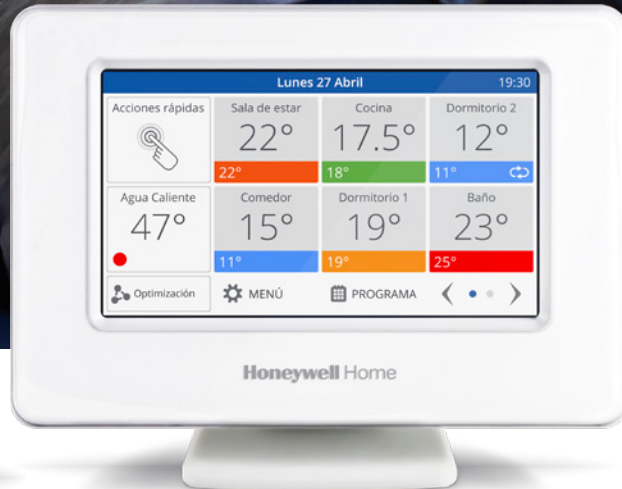 Lunes 27 Abril 19:30
Acciones rápidas Sala de estar Cocina Dormitorio 2
22° 17.5° 12°
22° 18° 11°
Agua Caliente Comedor Dormitorio 1 Baño
47° 15° 19° 23°
11° 19° 25°
Optimización MENÚ PROGRAMA
Honeywell Home